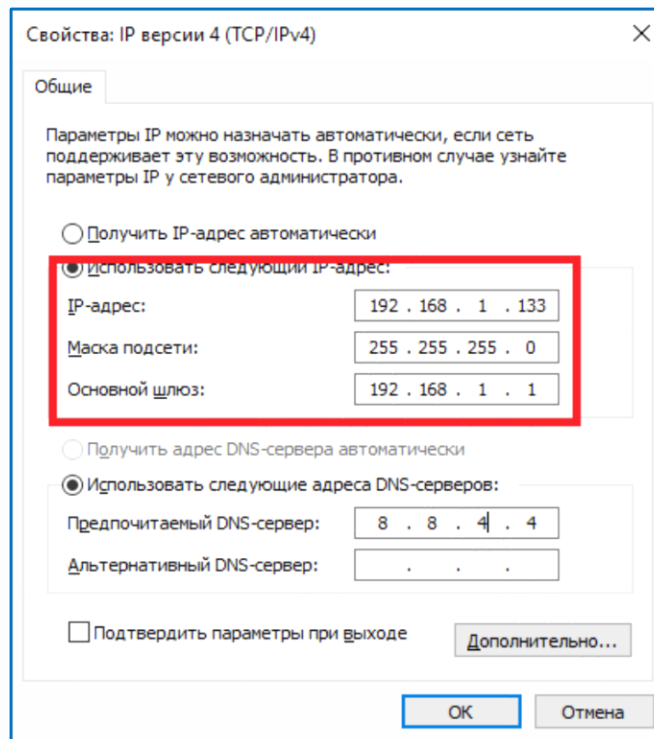 Свойства: IP версии 4 (TCP/IPv4)
Общие
Параметры IP можно назначать автоматически, если сеть
поддерживает эту возможность. В противном случае узнайте
параметры IP у сетевого администратора.
Получить IP-адрес автоматически
Использовать следующий IP-адрес:
IP-адрес: 192 . 168 . 1 . 133
Маска подсети: 255 . 255 . 255 . 0
Основной шлюз: 192 . 168 . 1 . 1
Получить адрес DNS-сервера автоматически
Использовать следующие адреса DNS-серверов:
Предпочитаемый DNS-сервер: 8 . 8 . 4 . 4
Альтернативный DNS-сервер: . . .
Подтвердить параметры при выходе
Дополнительно...
OK Отмена